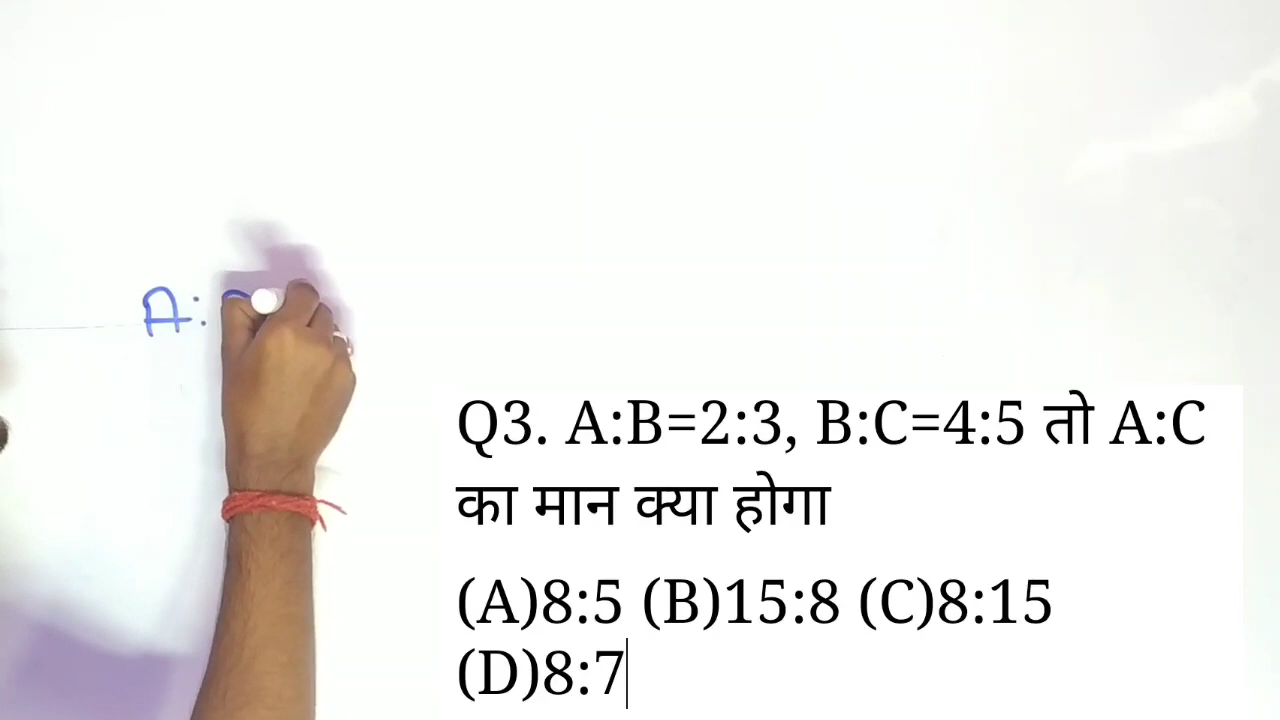 A:
Q3. A:B=2:3, B:C=4:5 तो A:C
का मान क्या होगा
(A)8:5 (B)15:8 (C)8:15
(D)8:7